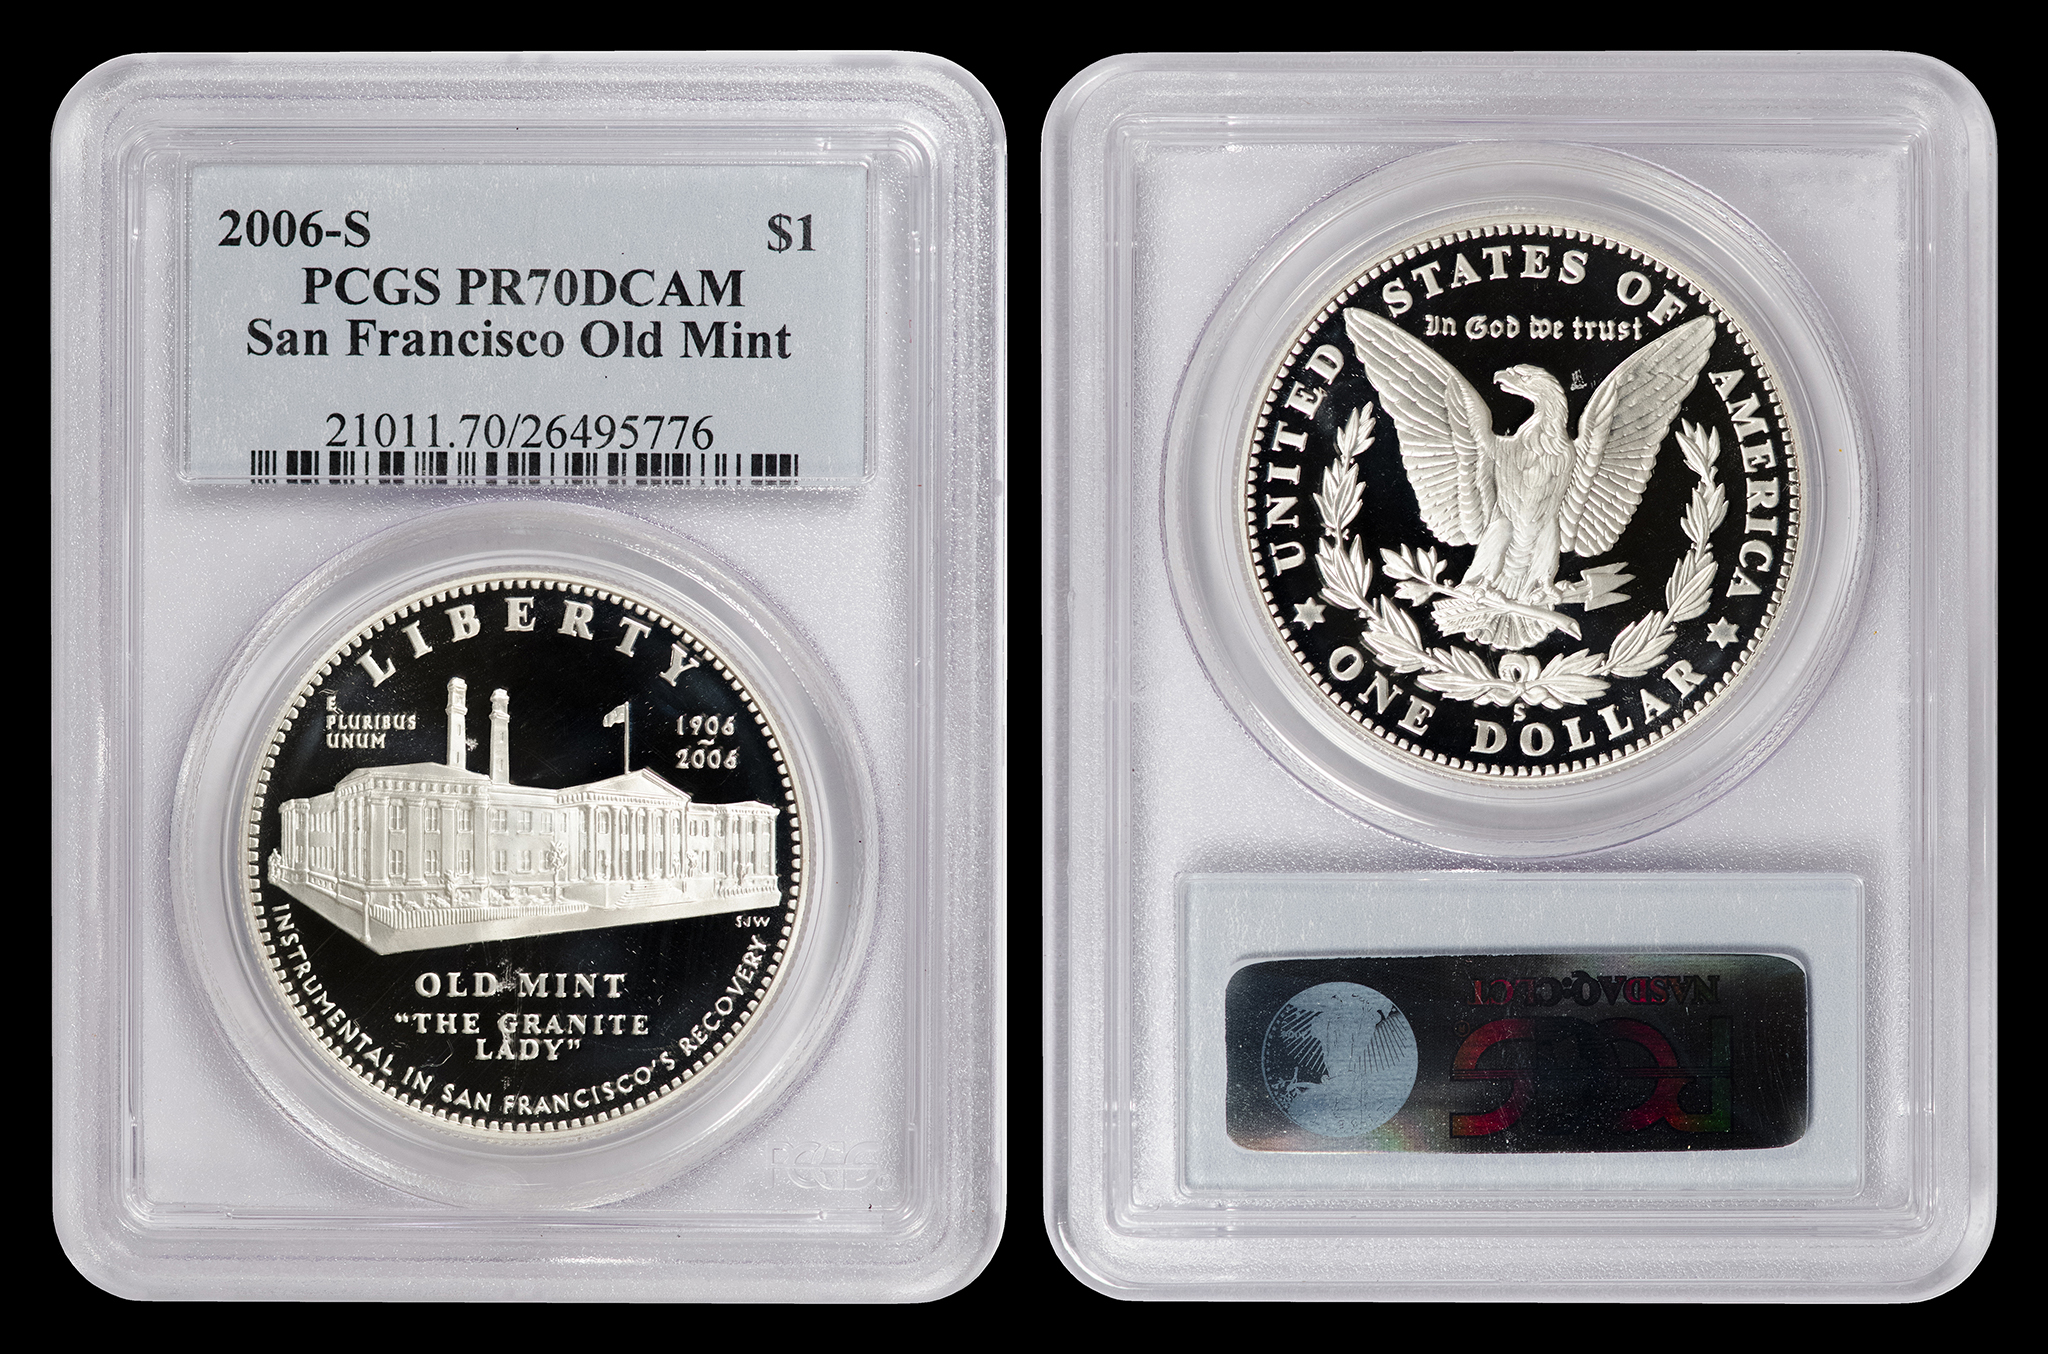 2006-S $1
PCGS PR70DCAM
San Francisco Old Mint
21011.70/26495776
LIBERTY
E
PLURIBUS
UNUM
1906
2006
SJW
OLD MINT
"THE GRANITE
LADY"
INSTRUMENTAL IN SAN FRANCISCO'S RECOVERY
PCGS
UNITED STATES OF AMERICA
In God we trust
S
ONE DOLLAR
NASDAQ:CLCT
PCGS